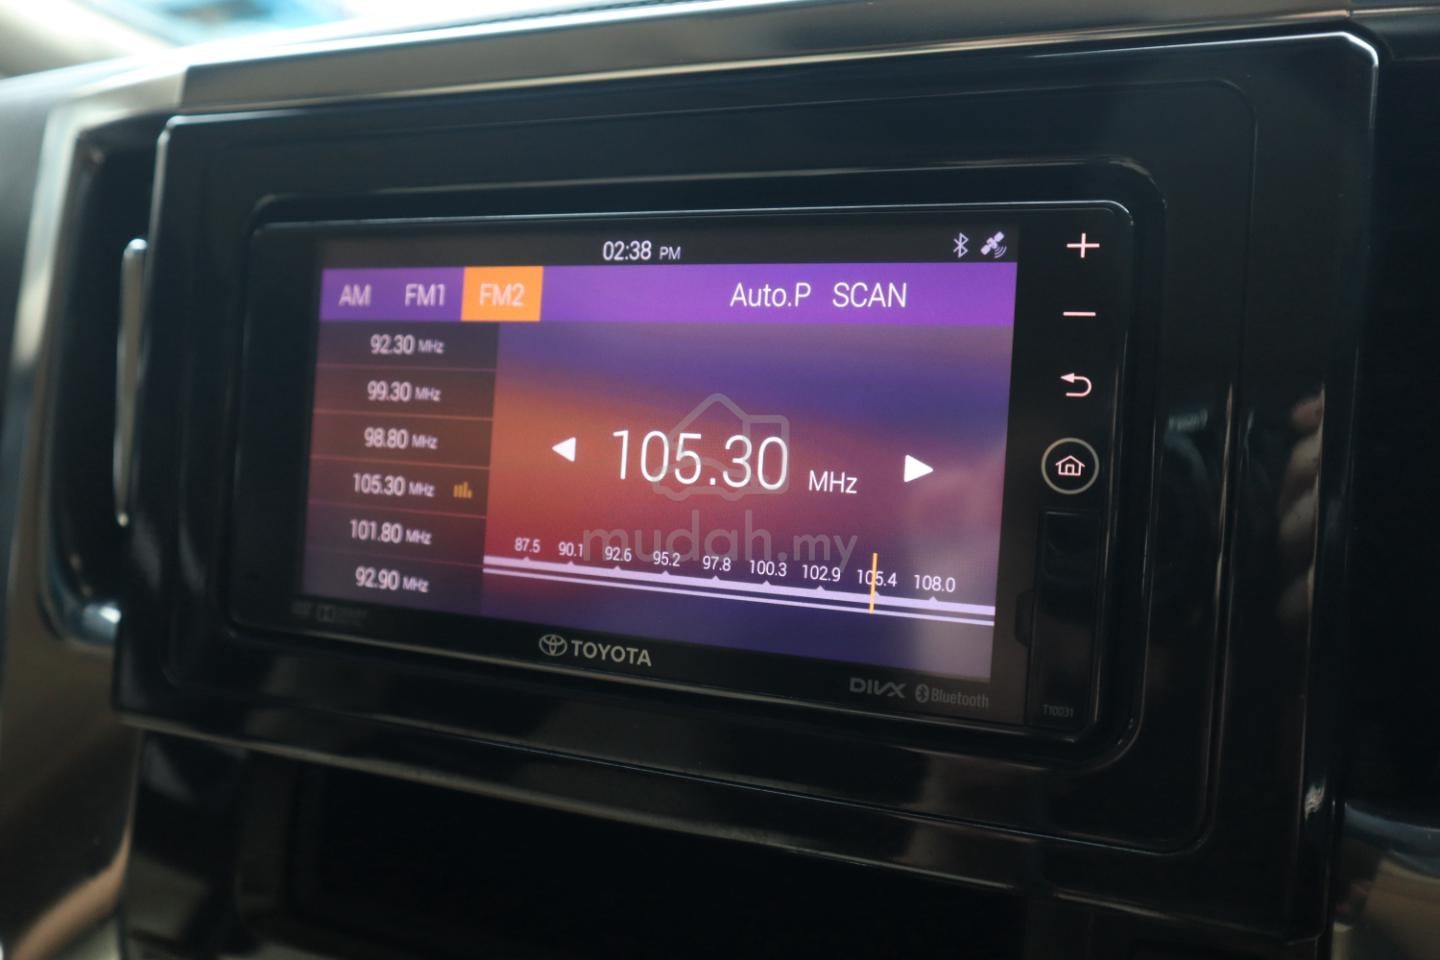 02:38 PM
AM FM1 FM2 Auto.P SCAN
92.30 MHz
99.30 MHz
98.80 MHz
105.30 MHz
101.80 MHz
92.90 MHz
105.30 MHz
mudah.my
87.5 90.1 92.6 95.2 97.8 100.3 102.9 105.4 108.0
TOYOTA
DIVX Bluetooth
T10031